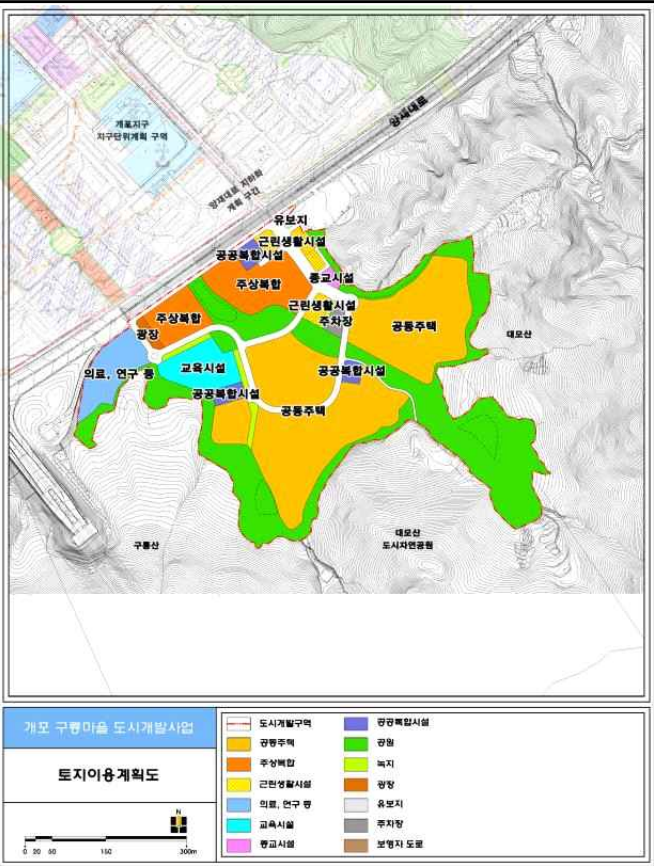 개포지구
지구단위계획 구역
양재대로
양재대로 지하화
계획 구간
유보지
근린생활시설
공공복합시설
종교시설
주상복합
근린생활시설
주차장
공동주택
주상복합
광장
대모산
의료, 연구 등
교육시설
공공복합시설
공공복합시설
공동주택
구룡산
대모산
도시자연공원
개포 구룡마을 도시개발사업
토지이용계획도
N
0 20 50 150 300m
도시개발구역
공동주택
주상복합
근린생활시설
의료, 연구 등
교육시설
종교시설
공공복합시설
공원
녹지
광장
유보지
주차장
보행자 도로